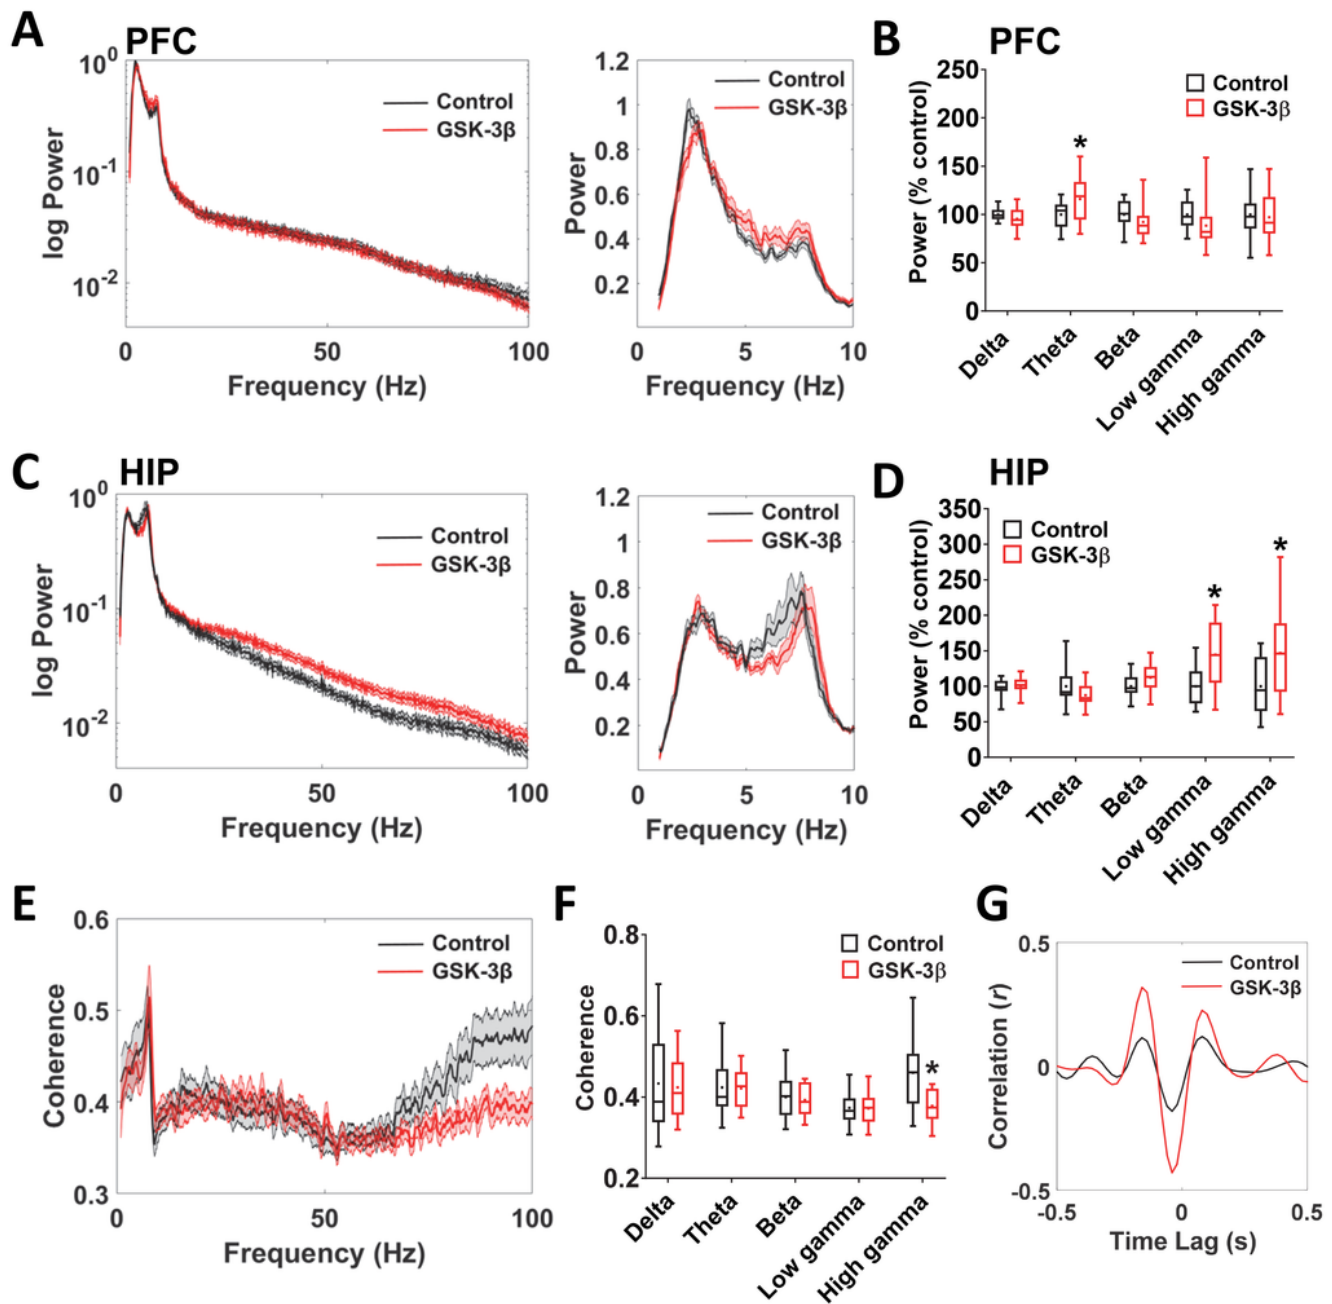 A
PFC
log Power
10^0
10^-1
10^-2
Control
GSK-3β
0
50
100
Frequency (Hz)
Power
1.2
1
0.8
0.6
0.4
0.2
Control
GSK-3β
0
5
10
Frequency (Hz)
B
PFC
Power (% control)
250
200
150
100
50
0
Control
GSK-3β
*
Delta
Theta
Beta
Low gamma
High gamma
C
HIP
log Power
10^0
10^-1
10^-2
Control
GSK-3β
0
50
100
Frequency (Hz)
Power
1.2
1
0.8
0.6
0.4
0.2
Control
GSK-3β
0
5
10
Frequency (Hz)
D
HIP
Power (% control)
350
300
250
200
150
100
50
0
Control
GSK-3β
*
*
Delta
Theta
Beta
Low gamma
High gamma
E
Coherence
0.6
0.5
0.4
0.3
Control
GSK-3β
0
50
100
Frequency (Hz)
F
Coherence
0.8
0.6
0.4
0.2
Control
GSK-3β
*
Delta
Theta
Beta
Low gamma
High gamma
G
Correlation (r)
0.5
0
-0.5
Control
GSK-3β
-0.5
0
0.5
Time Lag (s)